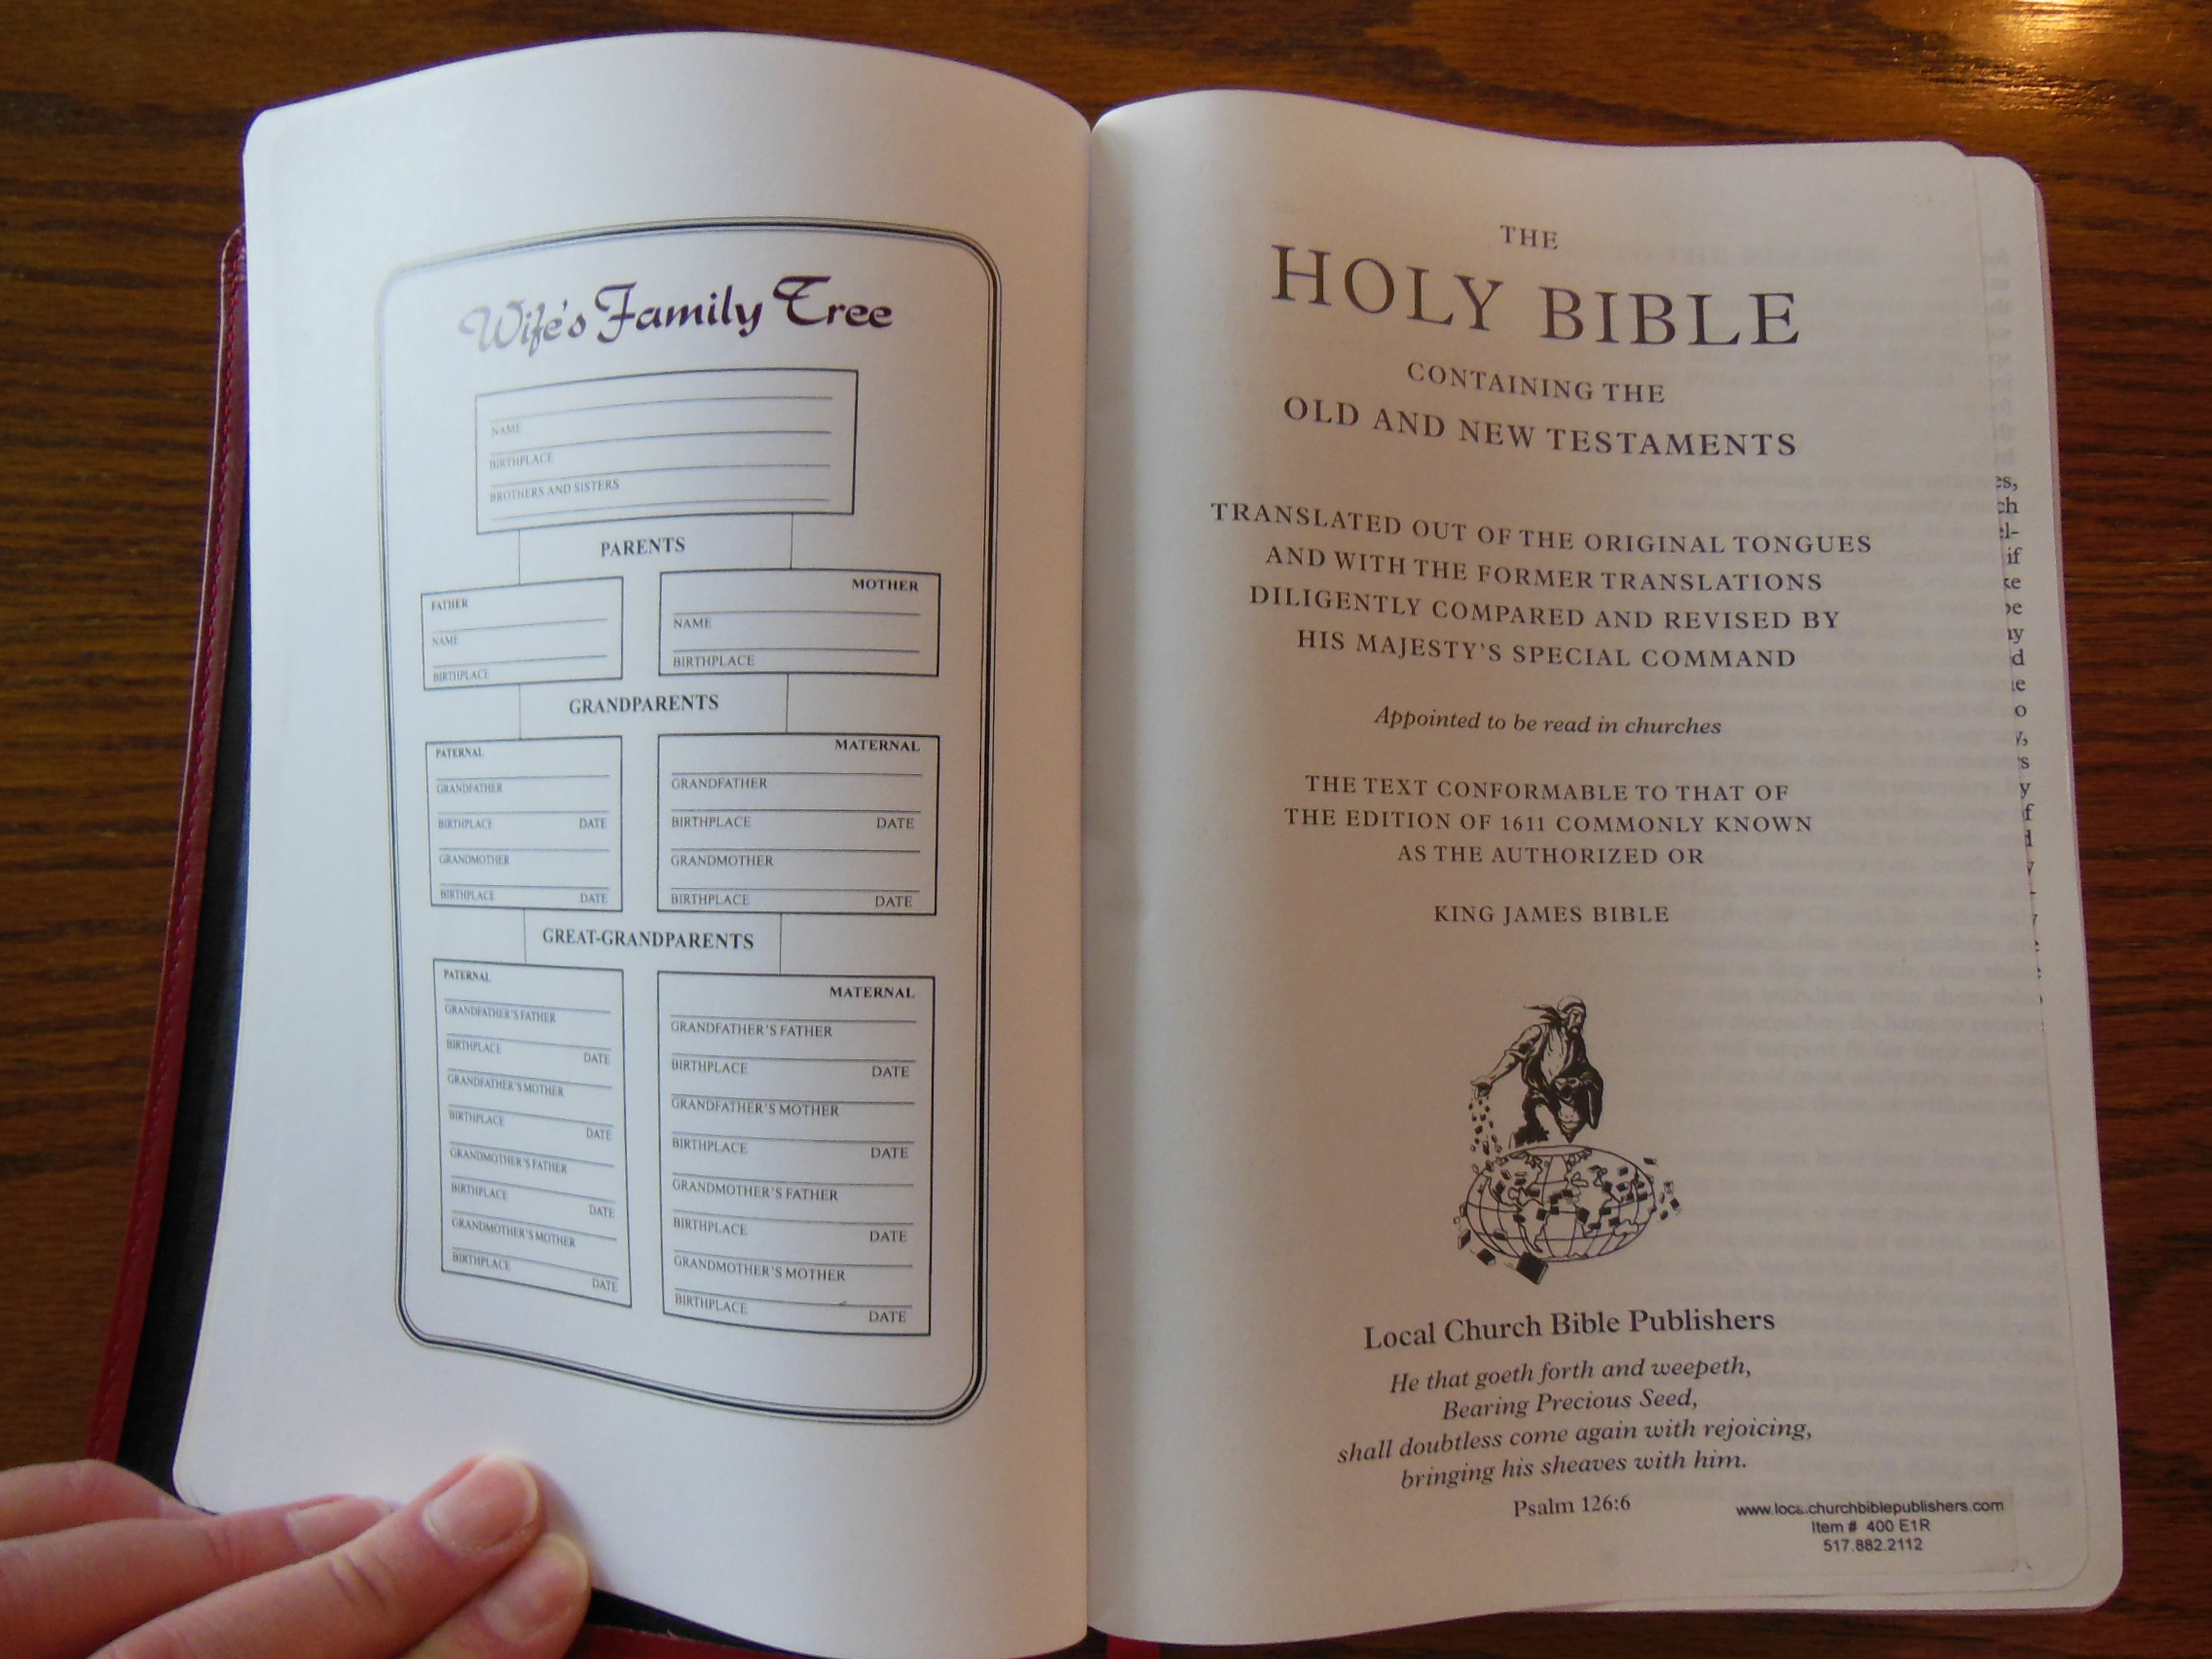 Wife's Family Tree
NAME
BIRTHPLACE
BROTHERS AND SISTERS
PARENTS
FATHER
NAME
BIRTHPLACE
MOTHER
NAME
BIRTHPLACE
GRANDPARENTS
PATERNAL
GRANDFATHER
BIRTHPLACE DATE
GRANDMOTHER
BIRTHPLACE DATE
MATERNAL
GRANDFATHER
BIRTHPLACE DATE
GRANDMOTHER
BIRTHPLACE DATE
GREAT-GRANDPARENTS
PATERNAL
GRANDFATHER'S FATHER
BIRTHPLACE DATE
GRANDFATHER'S MOTHER
BIRTHPLACE DATE
GRANDMOTHER'S FATHER
BIRTHPLACE DATE
GRANDMOTHER'S MOTHER
BIRTHPLACE DATE
MATERNAL
GRANDFATHER'S FATHER
BIRTHPLACE DATE
GRANDFATHER'S MOTHER
BIRTHPLACE DATE
GRANDMOTHER'S FATHER
BIRTHPLACE DATE
GRANDMOTHER'S MOTHER
BIRTHPLACE DATE
THE
HOLY BIBLE
CONTAINING THE
OLD AND NEW TESTAMENTS
TRANSLATED OUT OF THE ORIGINAL TONGUES
AND WITH THE FORMER TRANSLATIONS
DILIGENTLY COMPARED AND REVISED BY
HIS MAJESTY'S SPECIAL COMMAND
Appointed to be read in churches
THE TEXT CONFORMABLE TO THAT OF
THE EDITION OF 1611 COMMONLY KNOWN
AS THE AUTHORIZED OR
KING JAMES BIBLE
Local Church Bible Publishers
He that goeth forth and weepeth,
Bearing Precious Seed,
shall doubtless come again with rejoicing,
bringing his sheaves with him.
Psalm 126:6
www.localchurchbiblepublishers.com
Item # 400 E1R
517.882.2112